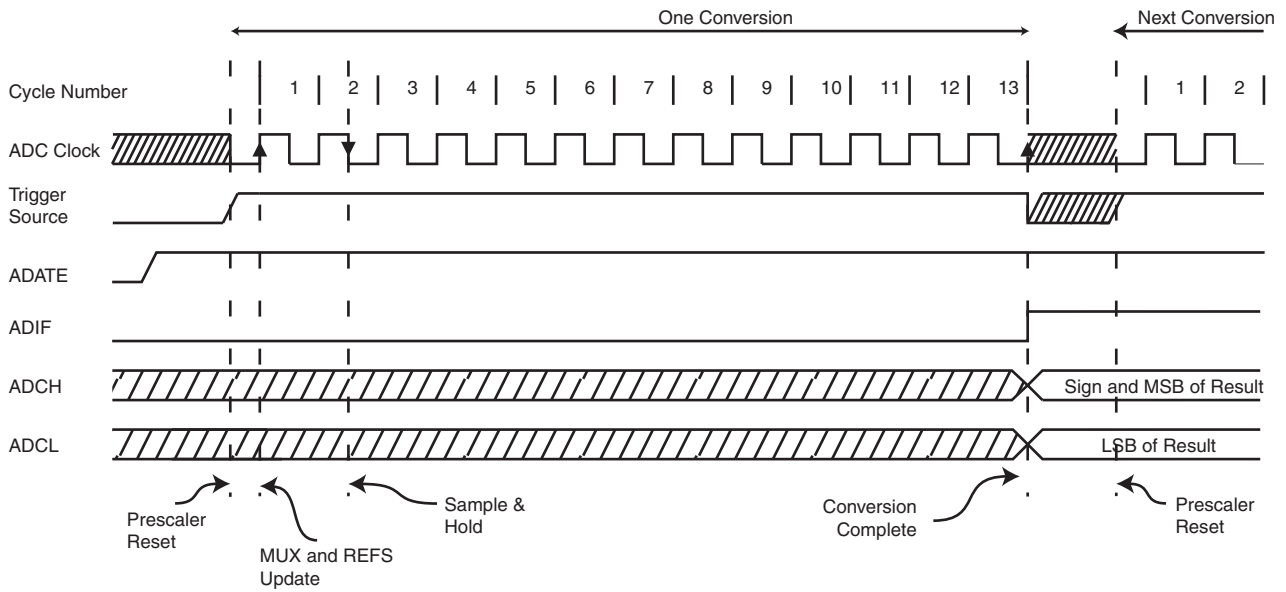 One Conversion
Next Conversion
Cycle Number
1 2 3 4 5 6 7 8 9 10 11 12 13 1 2
ADC Clock
Trigger
Source
ADATE
ADIF
ADCH
Sign and MSB of Result
ADCL
LSB of Result
Prescaler
Reset
MUX and REFS
Update
Sample &
Hold
Conversion
Complete
Prescaler
Reset